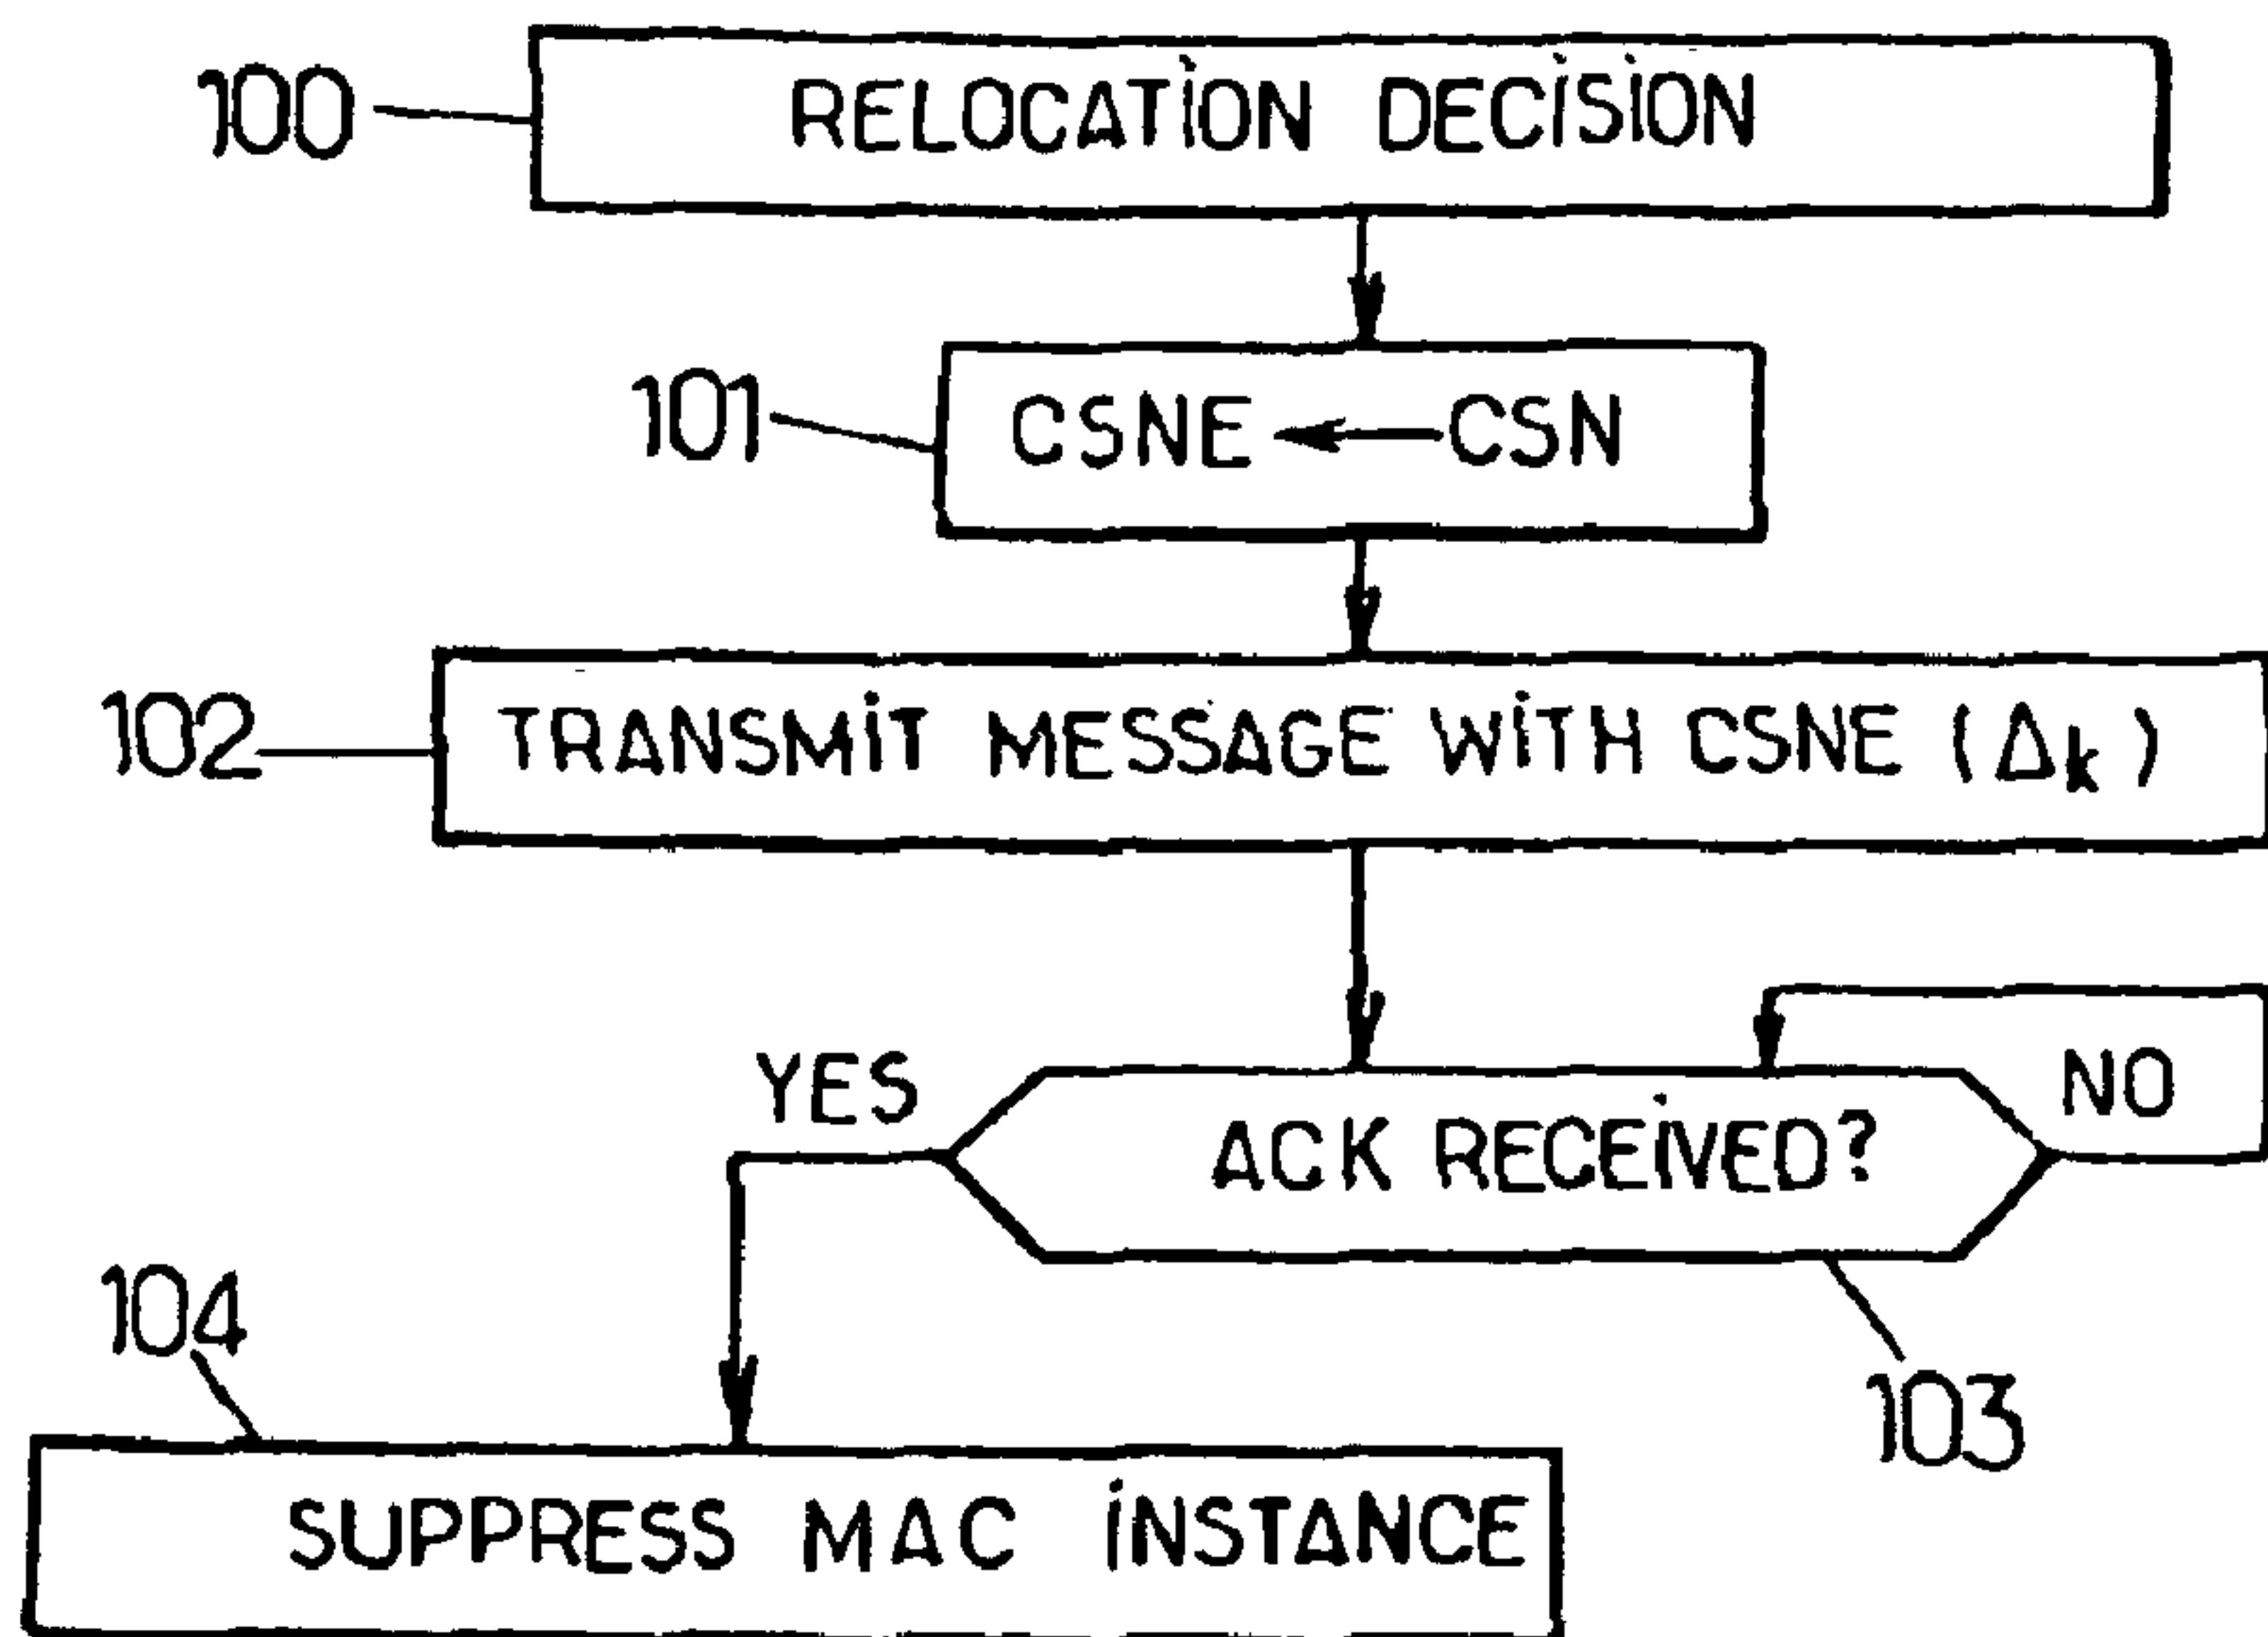 100
RELOCATION DECISION
101
CSNE ← CSN
102
TRANSMIT MESSAGE WITH CSNE (Δk)
YES
NO
ACK RECEIVED?
104
103
SUPPRESS MAC INSTANCE